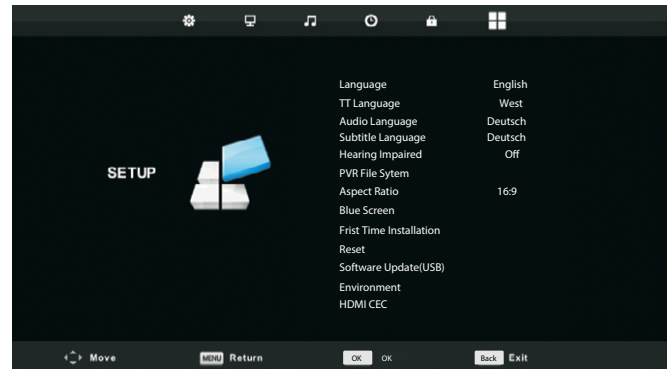 Language English
TT Language West
Audio Language Deutsch
Subtitle Language Deutsch
Hearing Impaired Off
PVR File Sytem
SETUP
Aspect Ratio 16:9
Blue Screen
Frist Time Installation
Reset
Software Update(USB)
Environment
HDMI CEC
Move MENU Return OK OK Back Exit